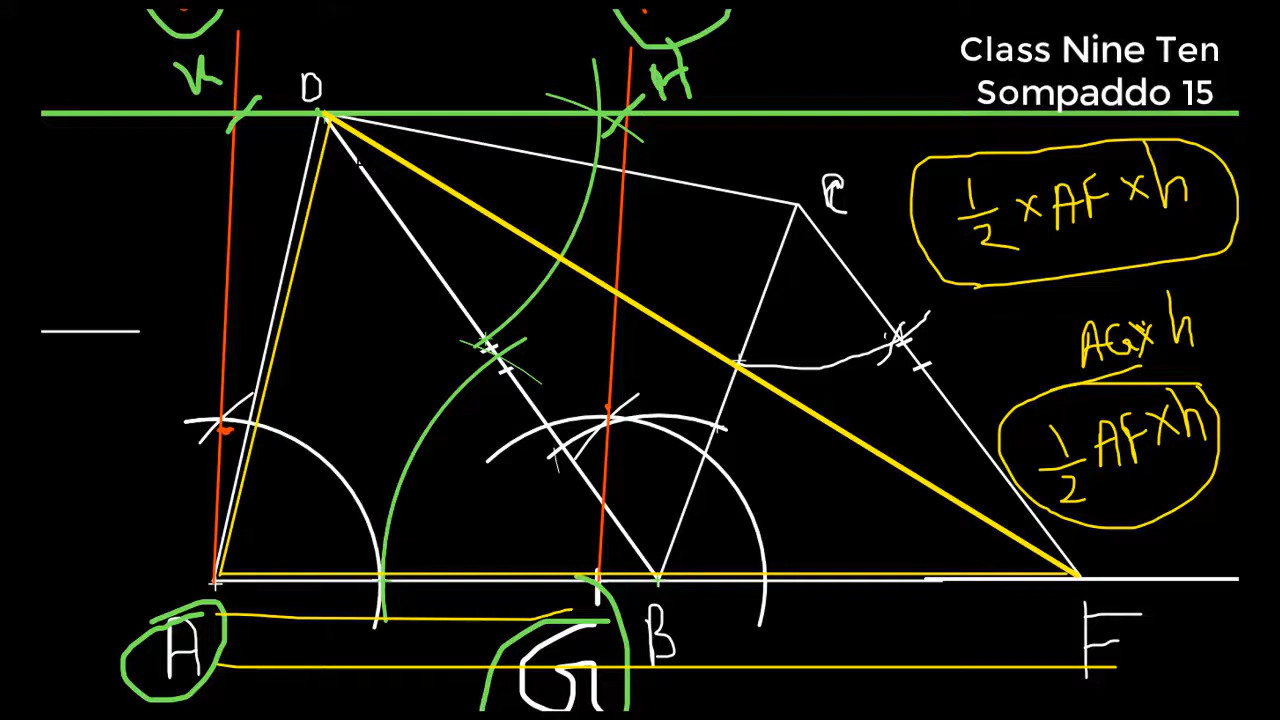 Class Nine Ten
Sompaddo 15
D
H
C
1/2 × AF × h
AG × h
1/2 AF × h
A
G
B
F